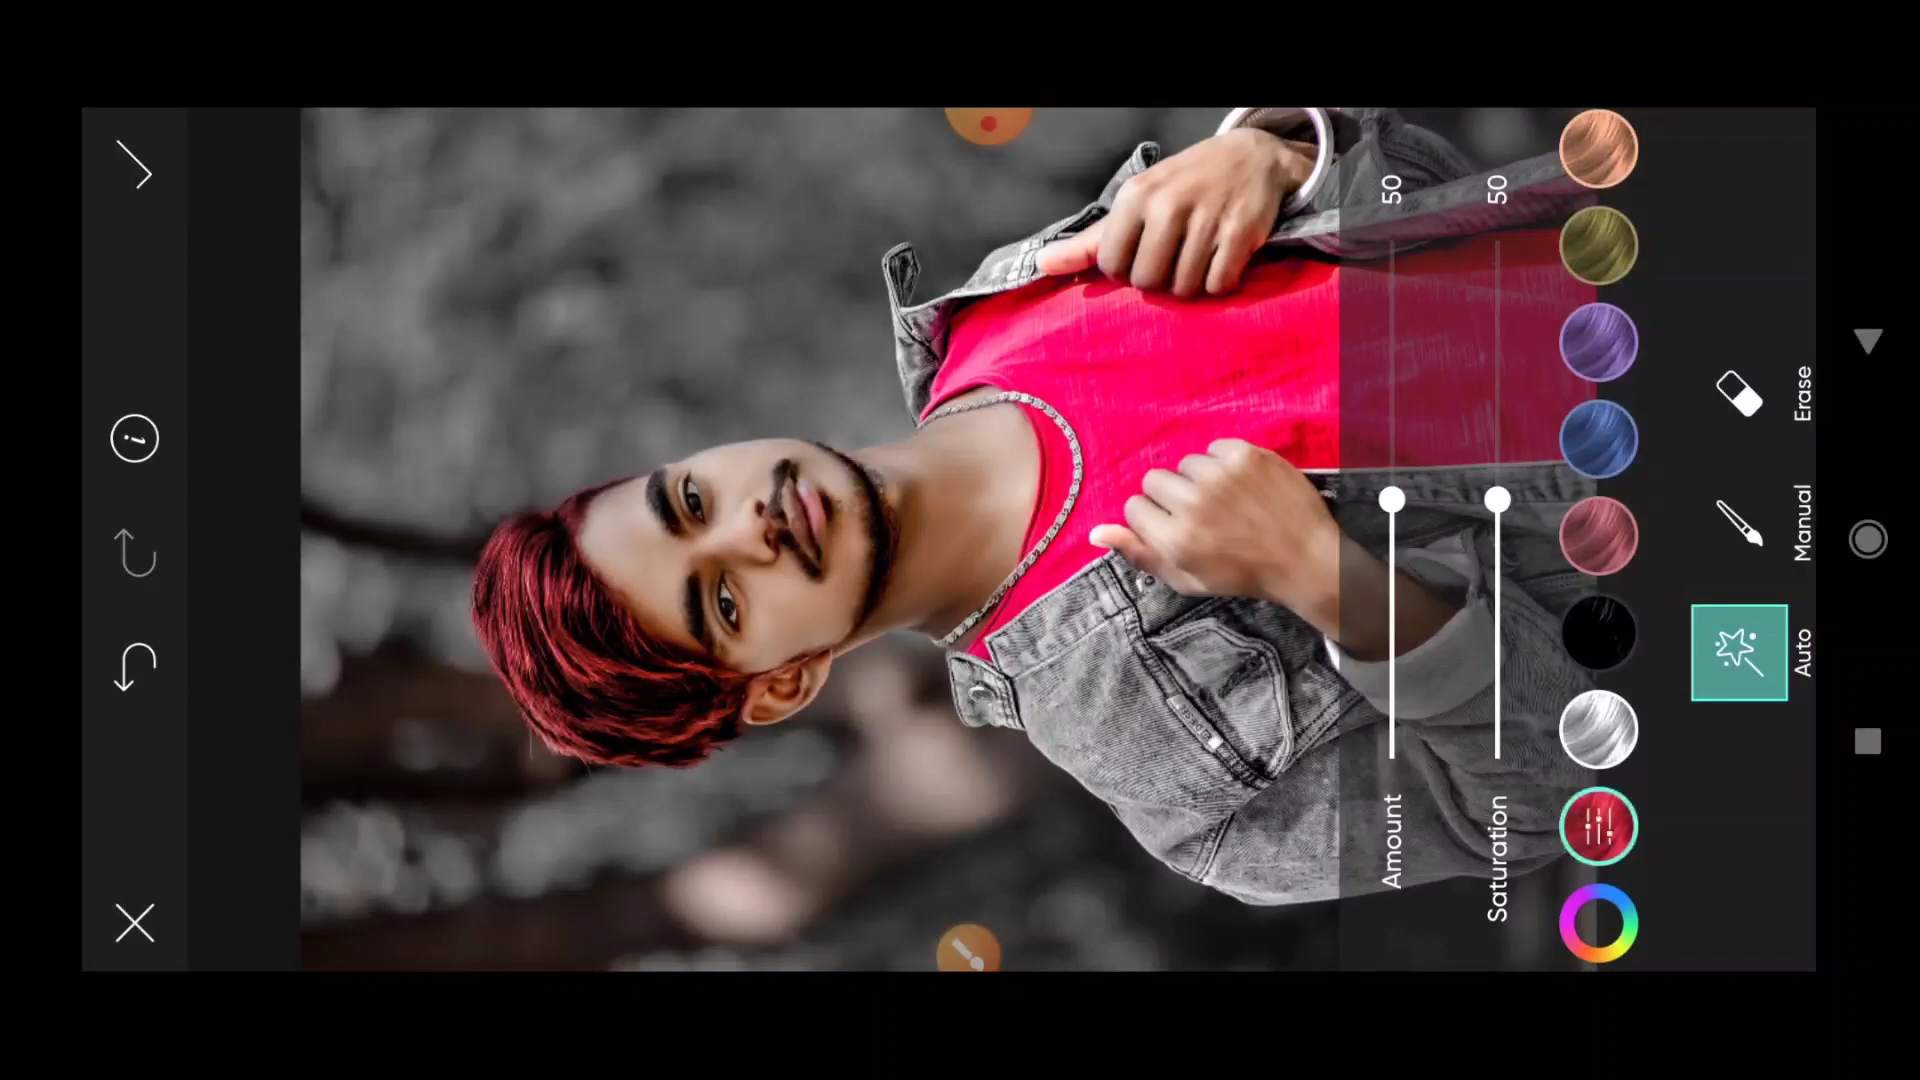 Amount 50
Saturation 50
Auto
Manual
Erase